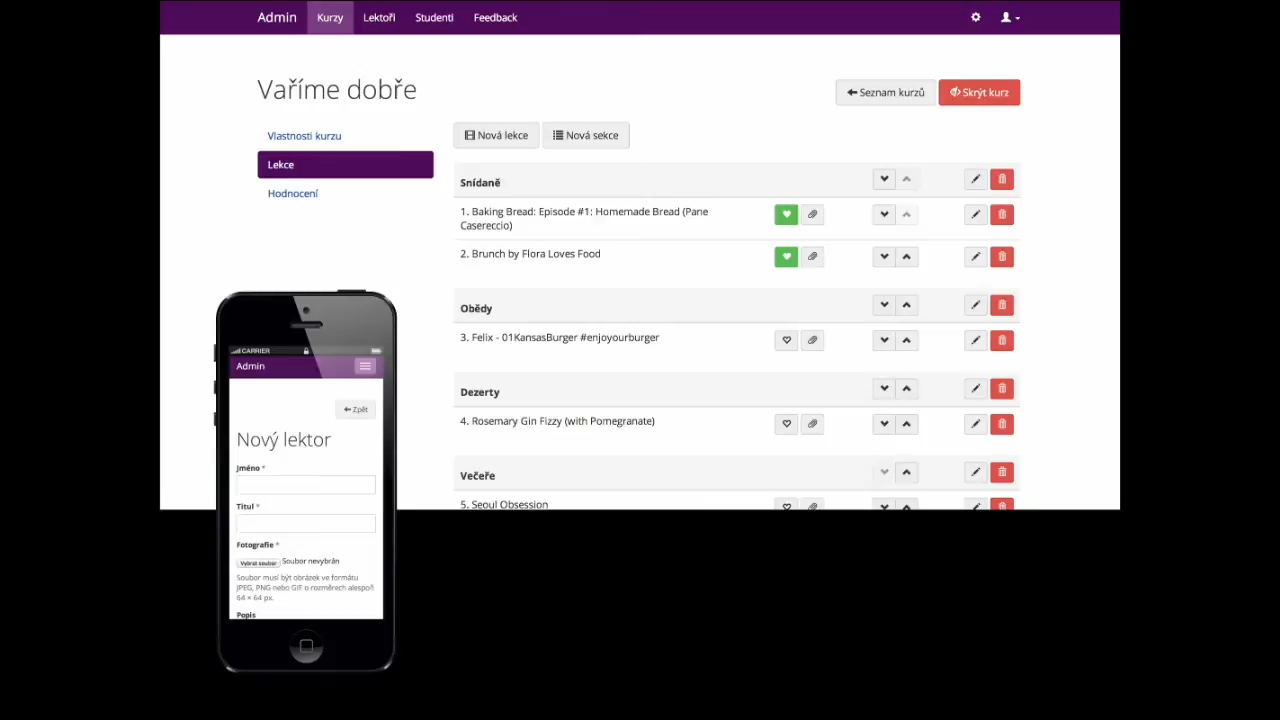 Admin Kurzy Lektoři Studenti Feedback
Vaříme dobře
Seznam kurzů Skrýt kurz
Vlastnosti kurzu
Lekce
Hodnocení
Nová lekce Nová sekce
Snídaně
1. Baking Bread: Episode #1: Homemade Bread (Pane
Casereccio)
2. Brunch by Flora Loves Food
Obědy
3. Felix - 01KansasBurger #enjoyourburger
Dezerty
4. Rosemary Gin Fizzy (with Pomegranate)
Večeře
5. Seoul Obsession
CARRIER
Admin
Zpět
Nový lektor
Jméno *
Titul *
Fotografie *
Vybrat soubor Soubor nevybrán
Soubor musí být obrázek ve formátu
JPEG, PNG nebo GIF o rozměrech alespoň
64 × 64 px.
Popis